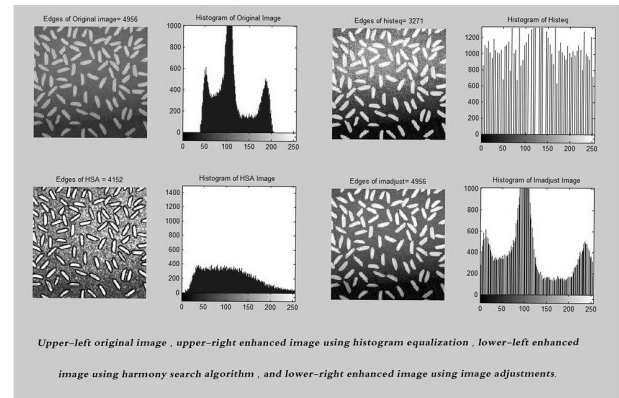 Edges of Original image= 4956
Histogram of Original Image
1000
800
600
400
200
0
0 50 100 150 200 250
Edges of histeq= 3271
Histogram of Histeq
1200
1000
800
600
400
200
0
0 50 100 150 200 250
Edges of HSA = 4152
Histogram of HSA Image
1400
1200
1000
800
600
400
200
0
0 50 100 150 200 250
Edges of imadjust= 4956
Histogram of Imadjust Image
1000
800
600
400
200
0
0 50 100 150 200 250
Upper-left original image , upper-right enhanced image using histogram equalization , lower-left enhanced
image using harmony search algorithm , and lower-right enhanced image using image adjustments.